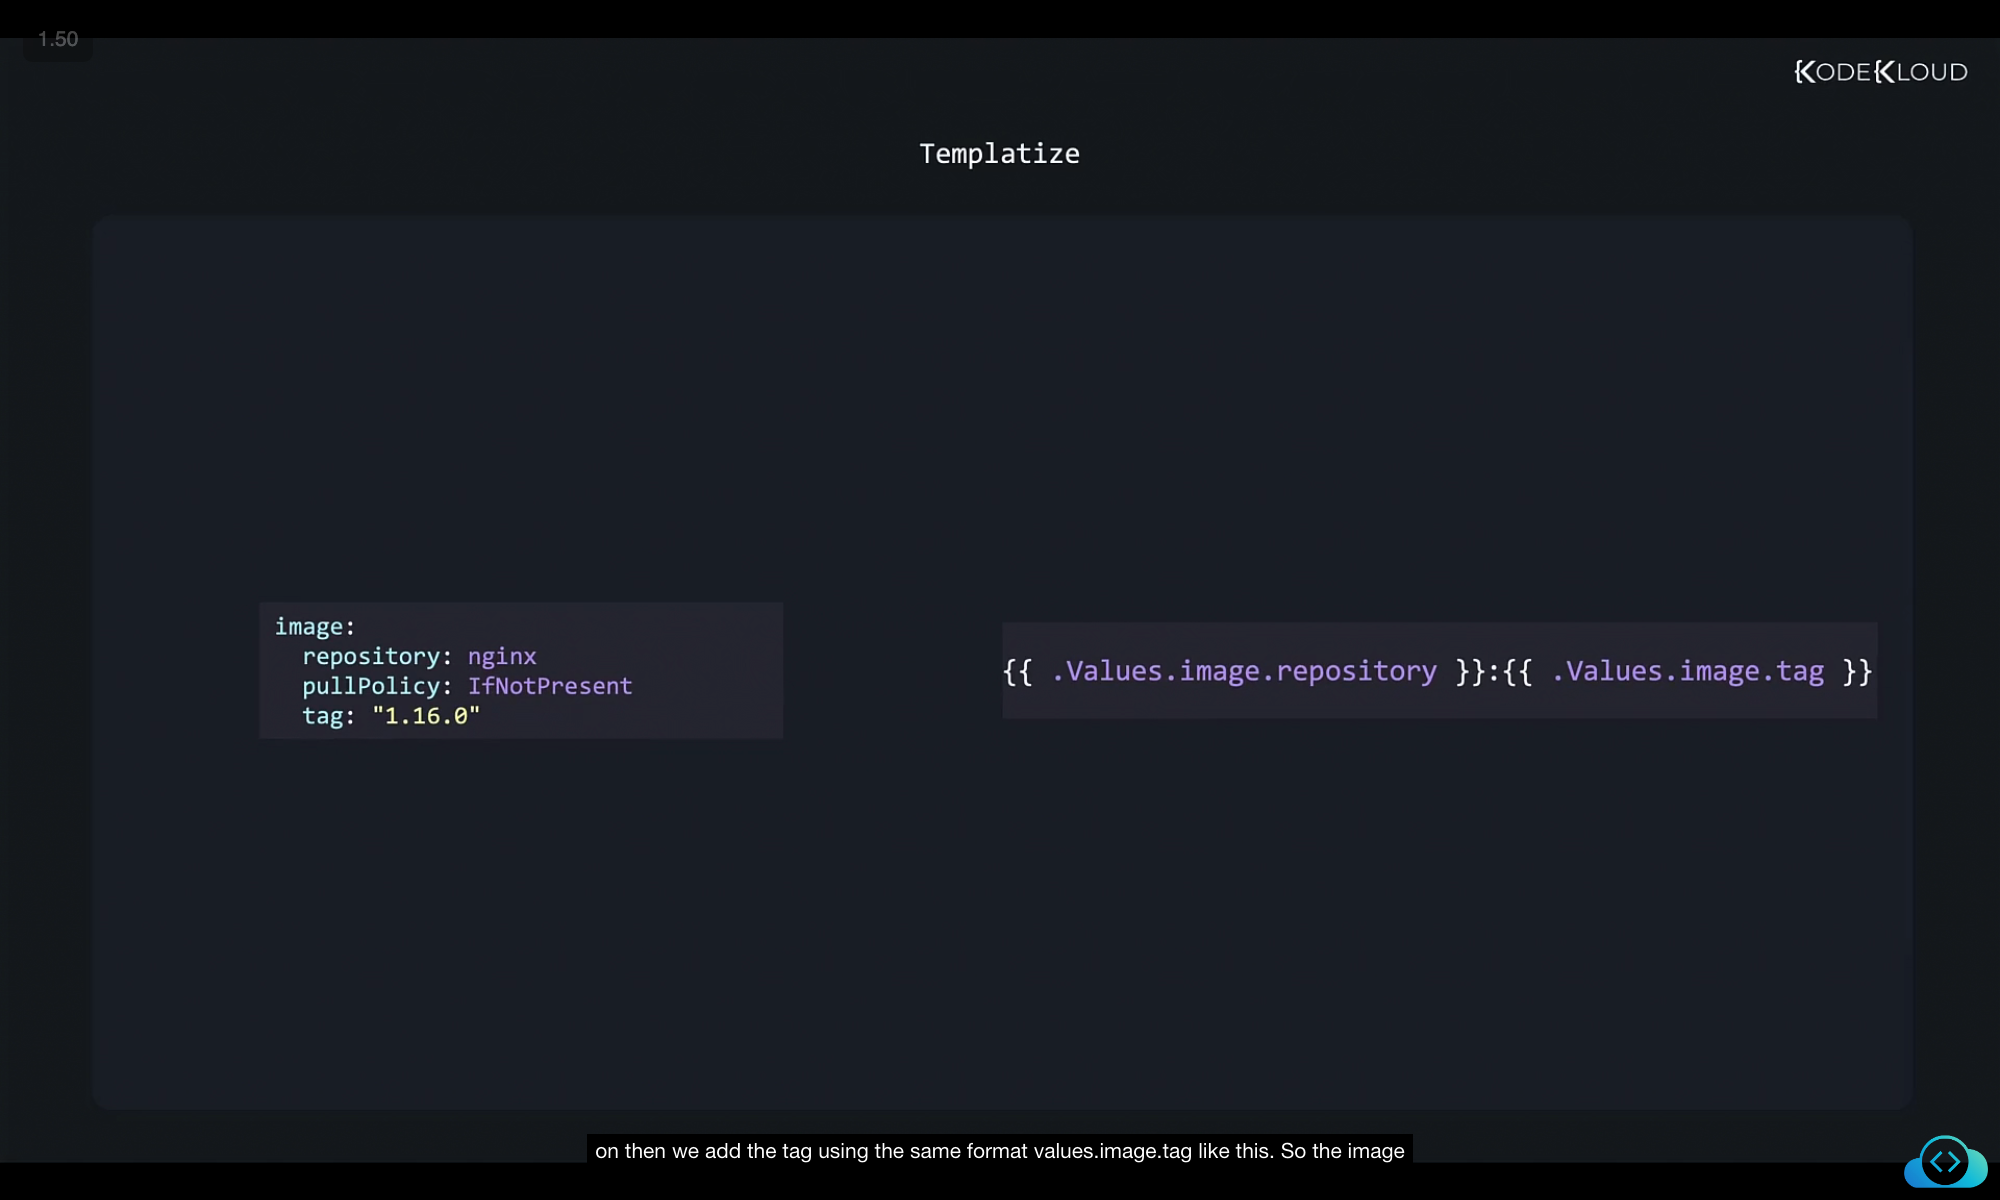 1.50
KODEKLOUD
Templatize
image:
  repository: nginx
  pullPolicy: IfNotPresent
  tag: "1.16.0"
{{ .Values.image.repository }}:{{ .Values.image.tag }}
on then we add the tag using the same format values.image.tag like this. So the image